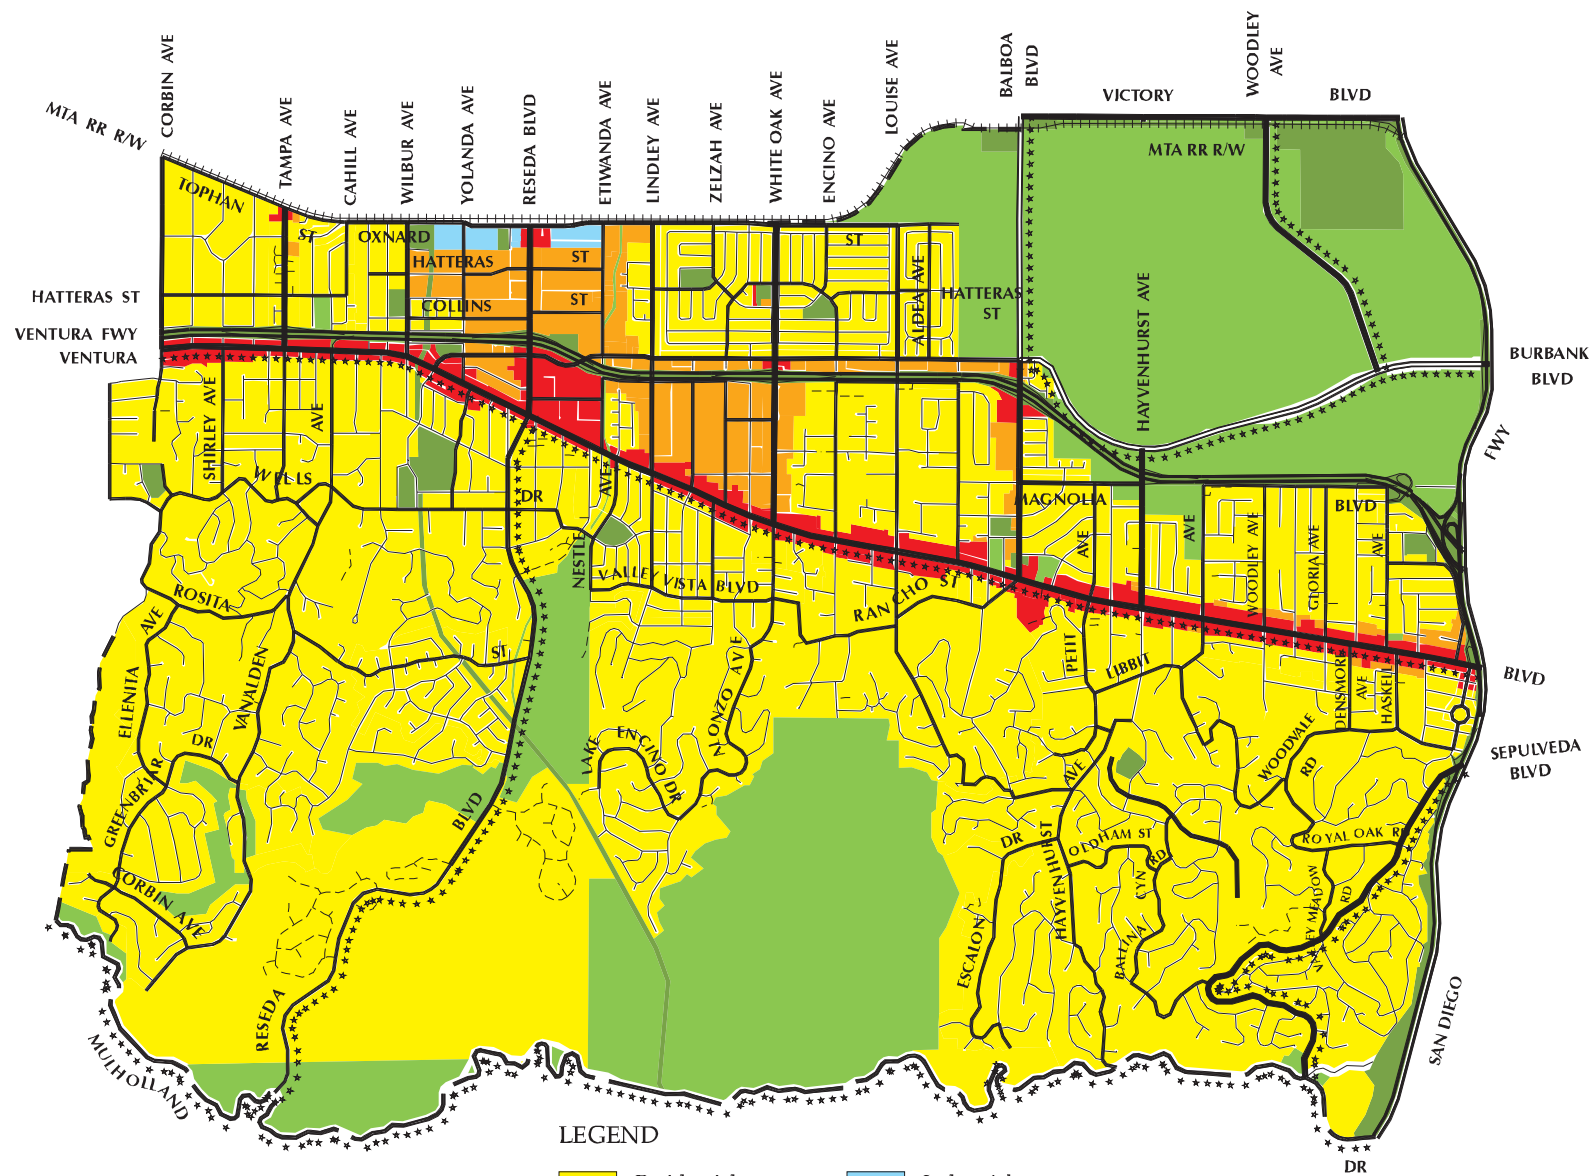 MTA RR R/W
CORBIN AVE
TAMPA AVE
CAHILL AVE
WILBUR AVE
YOLANDA AVE
RESEDA BLVD
ETIWANDA AVE
LINDLEY AVE
ZELZAH AVE
WHITE OAK AVE
ENCINO AVE
LOUISE AVE
BALBOA
BLVD
VICTORY
WOODLEY
AVE
BLVD
MTA RR R/W
TOPHAN
ST
OXNARD
ST
HATTERAS
ST
COLLINS
ST
HATTERAS ST
VENTURA FWY
VENTURA
ALDEA AVE
HATTERAS
ST
HAYVENHURST AVE
BURBANK
BLVD
FWY
SHIRLEY AVE
AVE
WELLS
DR
AVE
NESTLE
MAGNOLIA
BLVD
AVE
AVE
WOODLEY AVE
GLORIA AVE
AVE
VALLEY VISTA BLVD
RANCHO ST
ROSITA
ST
AVE
ELLENITA
VANALDEN
DR
GREENBRIAR
CORBIN AVE
ALONZO AVE
LAKE
ENCINO DR
BLVD
RESEDA
PETIT
LIBBIT
DENSMORE
AVE
HASKELL
BLVD
SEPULVEDA
BLVD
WOODVALE
RD
AVE
ROYAL OAK RD
DR
OLDHAM ST
HAYVENHURST
CYN
RD
BALLINA
ESCALON
VALLEY MEADOW
RD
SAN DIEGO
MULHOLLAND
DR
LEGEND